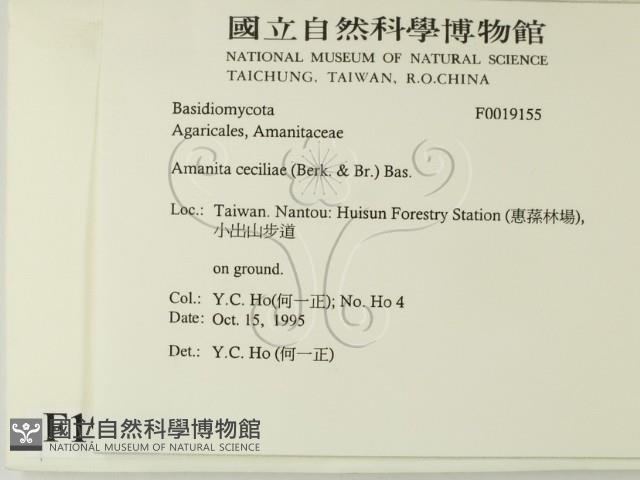 國立自然科學博物館
NATIONAL MUSEUM OF NATURAL SCIENCE
TAICHUNG, TAIWAN, R.O.CHINA
Basidiomycota F0019155
Agaricales, Amanitaceae
Amanita ceciliae (Berk. & Br.) Bas.
Loc.: Taiwan. Nantou: Huisun Forestry Station (惠蓀林場),
小出山步道
on ground.
Col.: Y.C. Ho(何一正); No. Ho 4
Date: Oct. 15, 1995
Det.: Y.C. Ho (何一正)
國立自然科學博物館
NATIONAL MUSEUM OF NATURAL SCIENCE